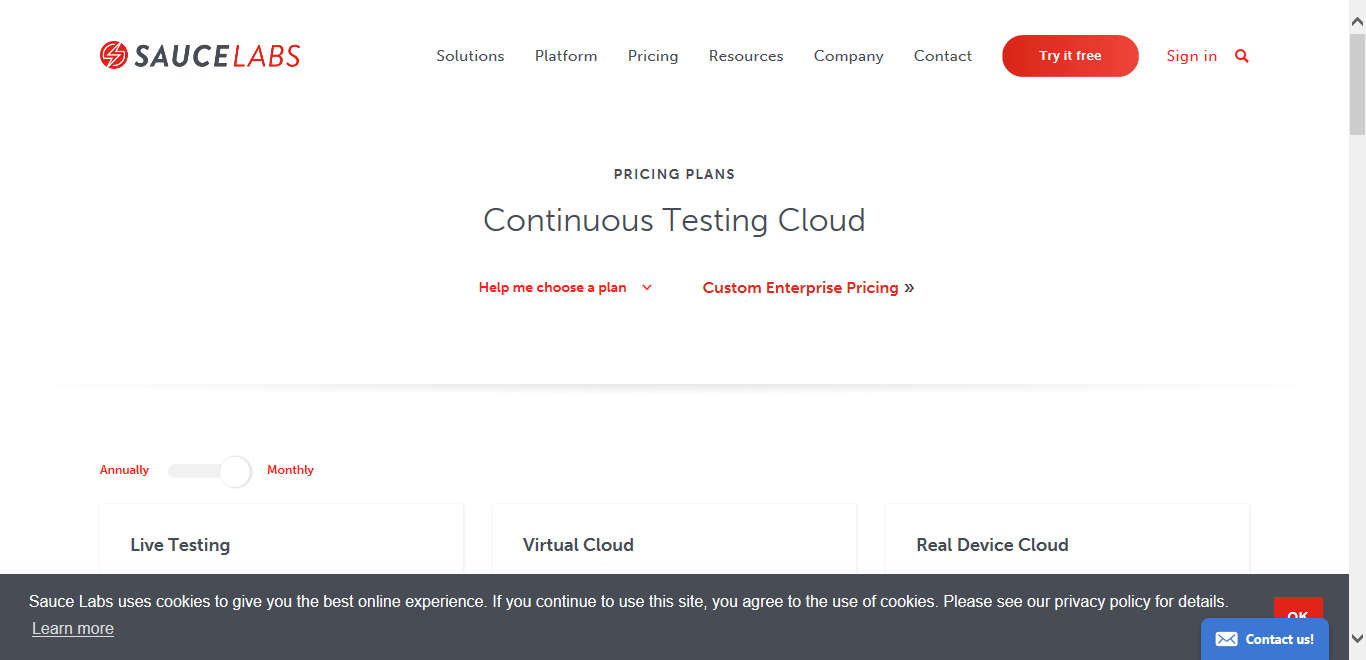 SAUCE LABS
Solutions Platform Pricing Resources Company Contact Try it free Sign in
PRICING PLANS
Continuous Testing Cloud
Help me choose a plan Custom Enterprise Pricing »
Annually Monthly
Live Testing Virtual Cloud Real Device Cloud
Sauce Labs uses cookies to give you the best online experience. If you continue to use this site, you agree to the use of cookies. Please see our privacy policy for details.
Learn more
OK
Contact us!